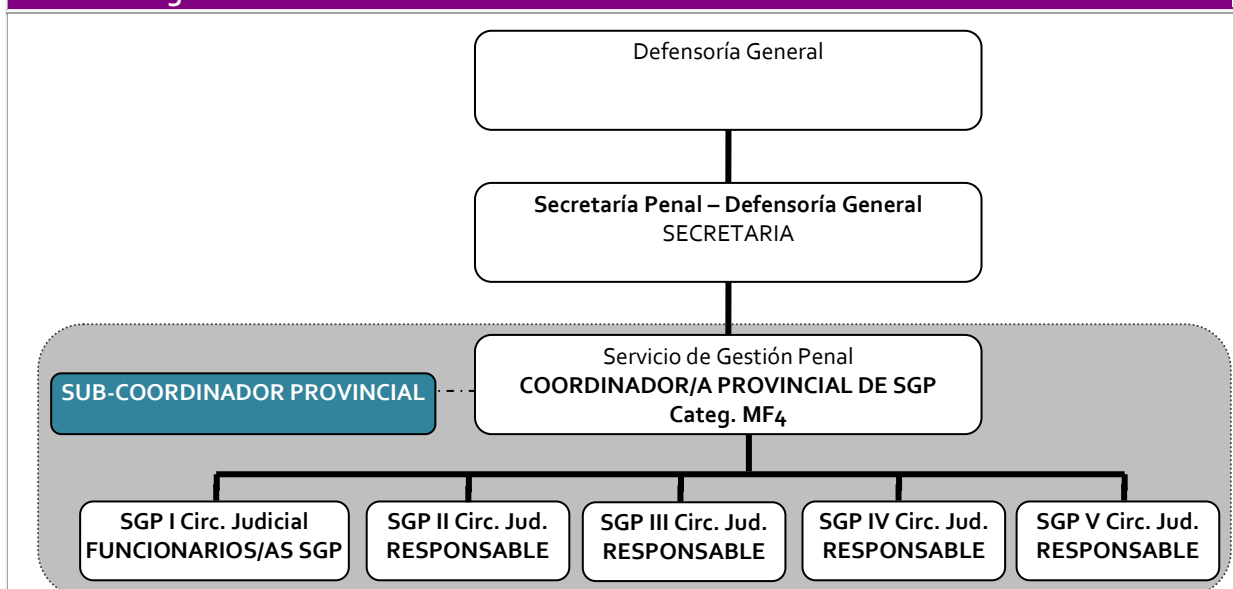 Defensoría General
Secretaría Penal – Defensoría General
SECRETARIA
Servicio de Gestión Penal
COORDINADOR/A PROVINCIAL DE SGP
Categ. MF4
SUB-COORDINADOR PROVINCIAL
SGP I Circ. Judicial
FUNCIONARIOS/AS SGP
SGP II Circ. Jud.
RESPONSABLE
SGP III Circ. Jud.
RESPONSABLE
SGP IV Circ. Jud.
RESPONSABLE
SGP V Circ. Jud.
RESPONSABLE